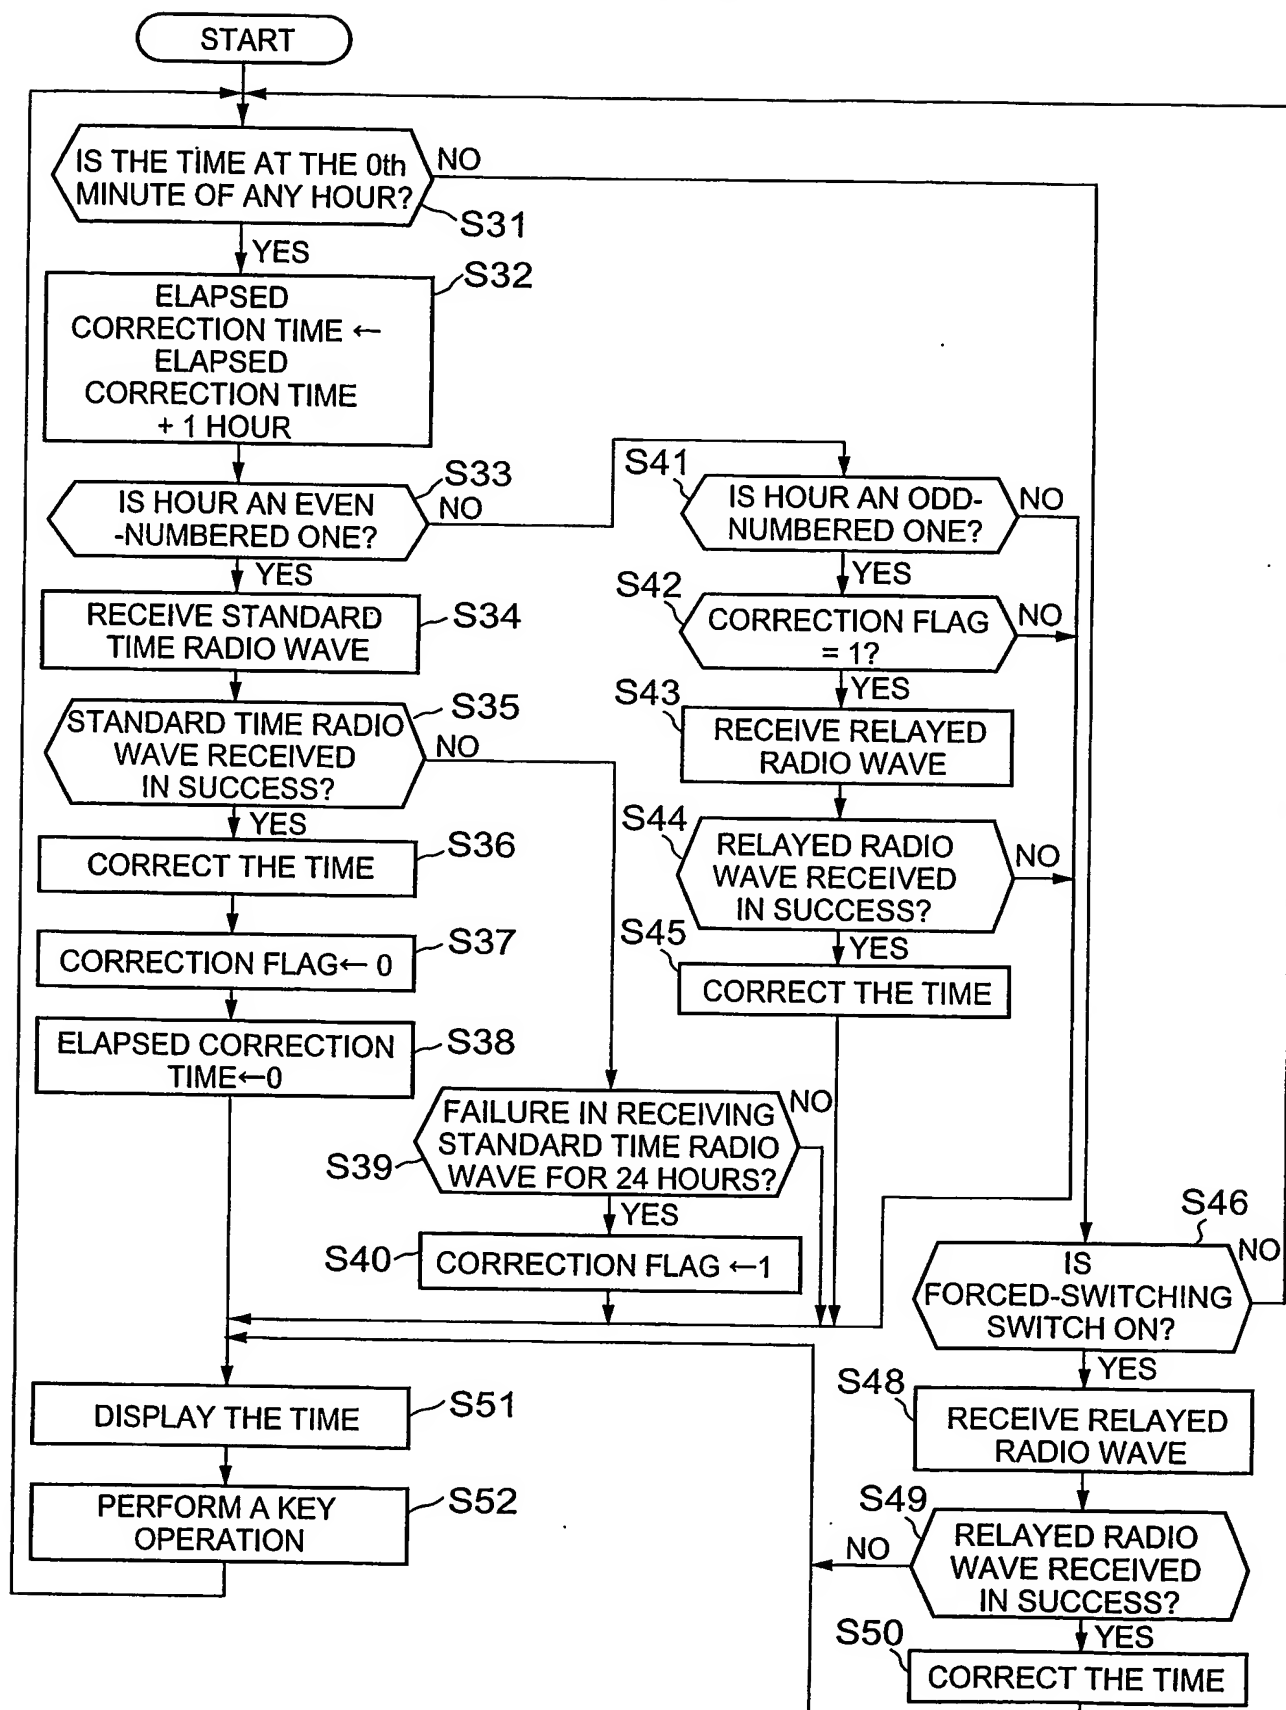 START
IS THE TIME AT THE 0th
MINUTE OF ANY HOUR?
NO
S31
YES
S32
ELAPSED
CORRECTION TIME ←
ELAPSED
CORRECTION TIME
+ 1 HOUR
S33
IS HOUR AN EVEN
-NUMBERED ONE?
NO
YES
S34
RECEIVE STANDARD
TIME RADIO WAVE
S35
STANDARD TIME RADIO
WAVE RECEIVED
IN SUCCESS?
NO
YES
S36
CORRECT THE TIME
S37
CORRECTION FLAG← 0
S38
ELAPSED CORRECTION
TIME←0
S39
FAILURE IN RECEIVING
STANDARD TIME RADIO
WAVE FOR 24 HOURS?
NO
YES
S40
CORRECTION FLAG ←1
S41
IS HOUR AN ODD-
NUMBERED ONE?
NO
YES
S42
CORRECTION FLAG
= 1?
NO
YES
S43
RECEIVE RELAYED
RADIO WAVE
S44
RELAYED RADIO
WAVE RECEIVED
IN SUCCESS?
NO
YES
S45
CORRECT THE TIME
S46
IS
FORCED-SWITCHING
SWITCH ON?
NO
YES
S48
RECEIVE RELAYED
RADIO WAVE
S49
RELAYED RADIO
WAVE RECEIVED
IN SUCCESS?
NO
YES
S50
CORRECT THE TIME
S51
DISPLAY THE TIME
S52
PERFORM A KEY
OPERATION